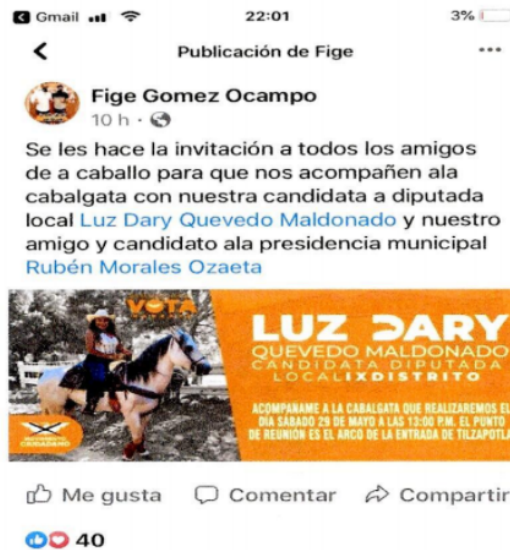 Gmail 22:01 3%
Publicación de Fige
Fige Gomez Ocampo
10 h
Se les hace la invitación a todos los amigos
de a caballo para que nos acompañen ala
cabalgata con nuestra candidata a diputada
local Luz Dary Quevedo Maldonado y nuestro
amigo y candidato ala presidencia municipal
Rubén Morales Ozaeta
VOTA
LUZ DARY
QUEVEDO MALDONADO
CANDIDATA DIPUTADA
LOCAL IX DISTRITO
ACOMPAÑAME A LA CABALGATA QUE REALIZAREMOS EL
DÍA SÁBADO 29 DE MAYO A LAS 13:00 P.M. EL PUNTO
DE REUNIÓN ES EL ARCO DE LA ENTRADA DE TILZAPOTLA
MOVIMIENTO
CIUDADANO
Me gusta Comentar Compartir
40